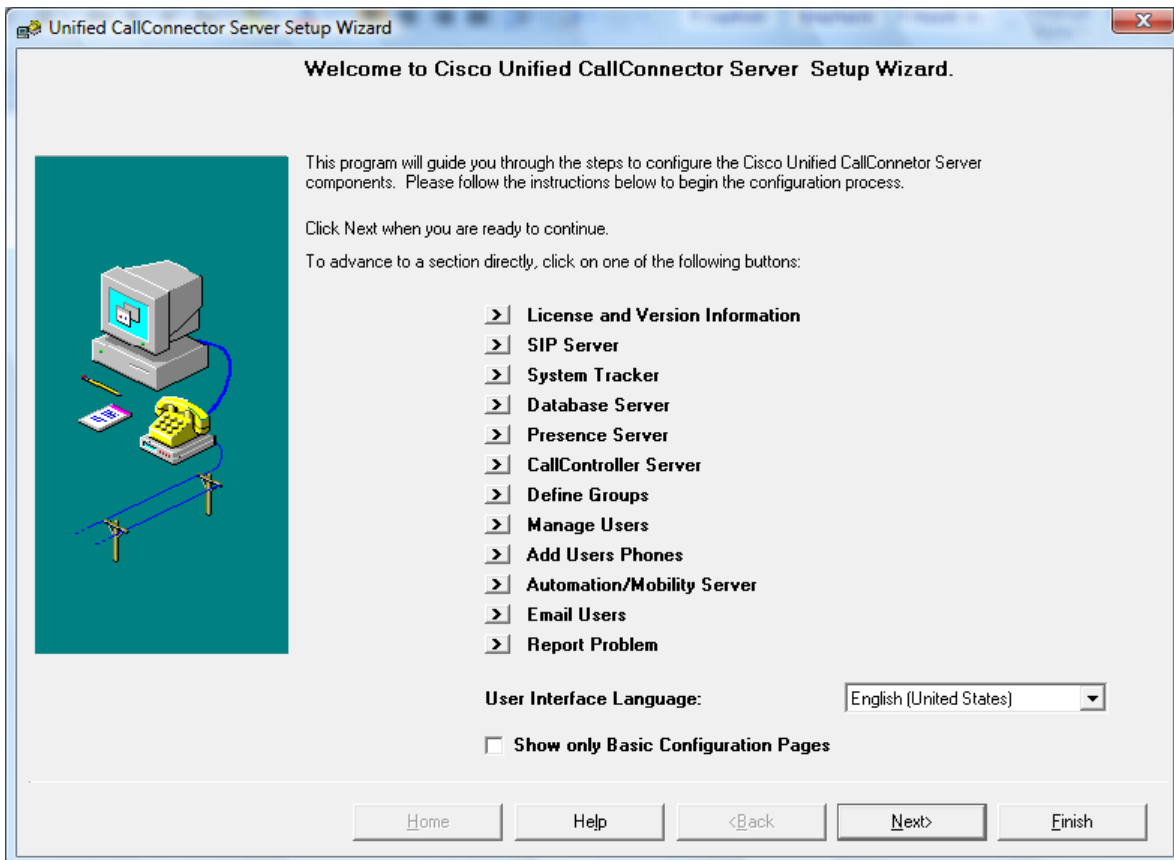 Unified CallConnector Server Setup Wizard
Welcome to Cisco Unified CallConnector Server Setup Wizard.
This program will guide you through the steps to configure the Cisco Unified CallConnetor Server
components. Please follow the instructions below to begin the configuration process.
Click Next when you are ready to continue.
To advance to a section directly, click on one of the following buttons:
> License and Version Information
> SIP Server
> System Tracker
> Database Server
> Presence Server
> CallController Server
> Define Groups
> Manage Users
> Add Users Phones
> Automation/Mobility Server
> Email Users
> Report Problem
User Interface Language: English (United States)
Show only Basic Configuration Pages
Home Help <Back Next> Finish